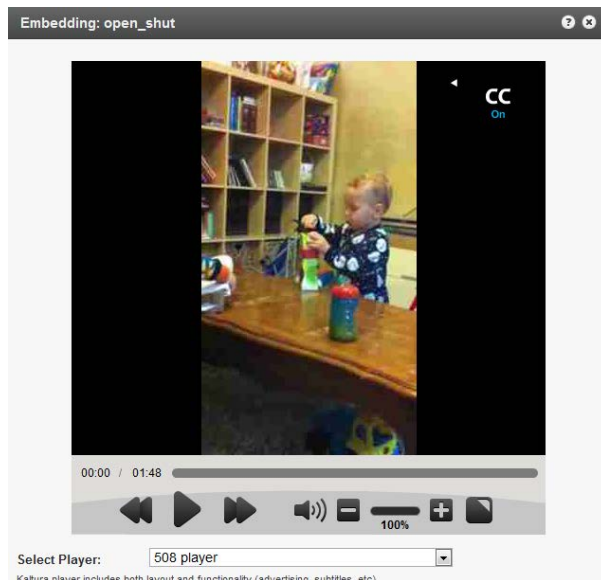 Embedding: open_shut
CC
On
00:00 / 01:48
100%
Select Player: 508 player
Kaltura player includes both layout and functionality (advertising, subtitles, etc)